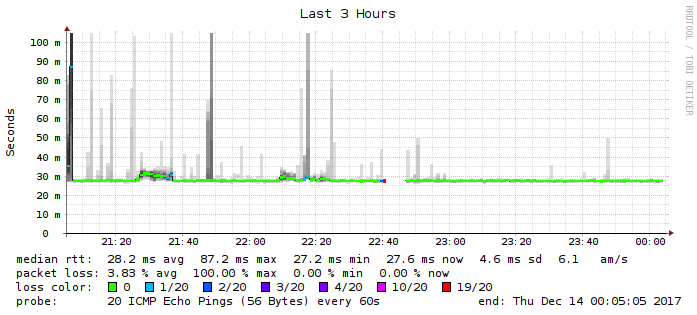 Last 3 Hours
RRDTOOL / TOBI OETIKER
Seconds
100 m
90 m
80 m
70 m
60 m
50 m
40 m
30 m
20 m
10 m
0
21:20 21:40 22:00 22:20 22:40 23:00 23:20 23:40 00:00
median rtt: 28.2 ms avg 87.2 ms max 27.2 ms min 27.6 ms now 4.6 ms sd 6.1 am/s
packet loss: 3.83 % avg 100.00 % max 0.00 % min 0.00 % now
loss color: 0 1/20 2/20 3/20 4/20 10/20 19/20
probe: 20 ICMP Echo Pings (56 Bytes) every 60s end: Thu Dec 14 00:05:05 2017